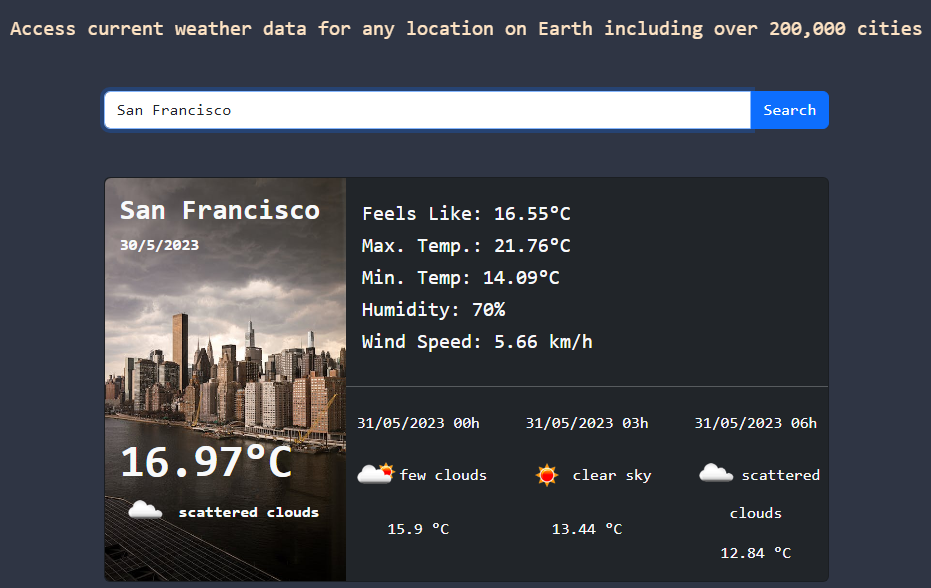 Access current weather data for any location on Earth including over 200,000 cities
San Francisco
Search
San Francisco
30/5/2023
16.97°C
scattered clouds
Feels Like: 16.55°C
Max. Temp.: 21.76°C
Min. Temp: 14.09°C
Humidity: 70%
Wind Speed: 5.66 km/h
31/05/2023 00h
few clouds
15.9 °C
31/05/2023 03h
clear sky
13.44 °C
31/05/2023 06h
scattered
clouds
12.84 °C